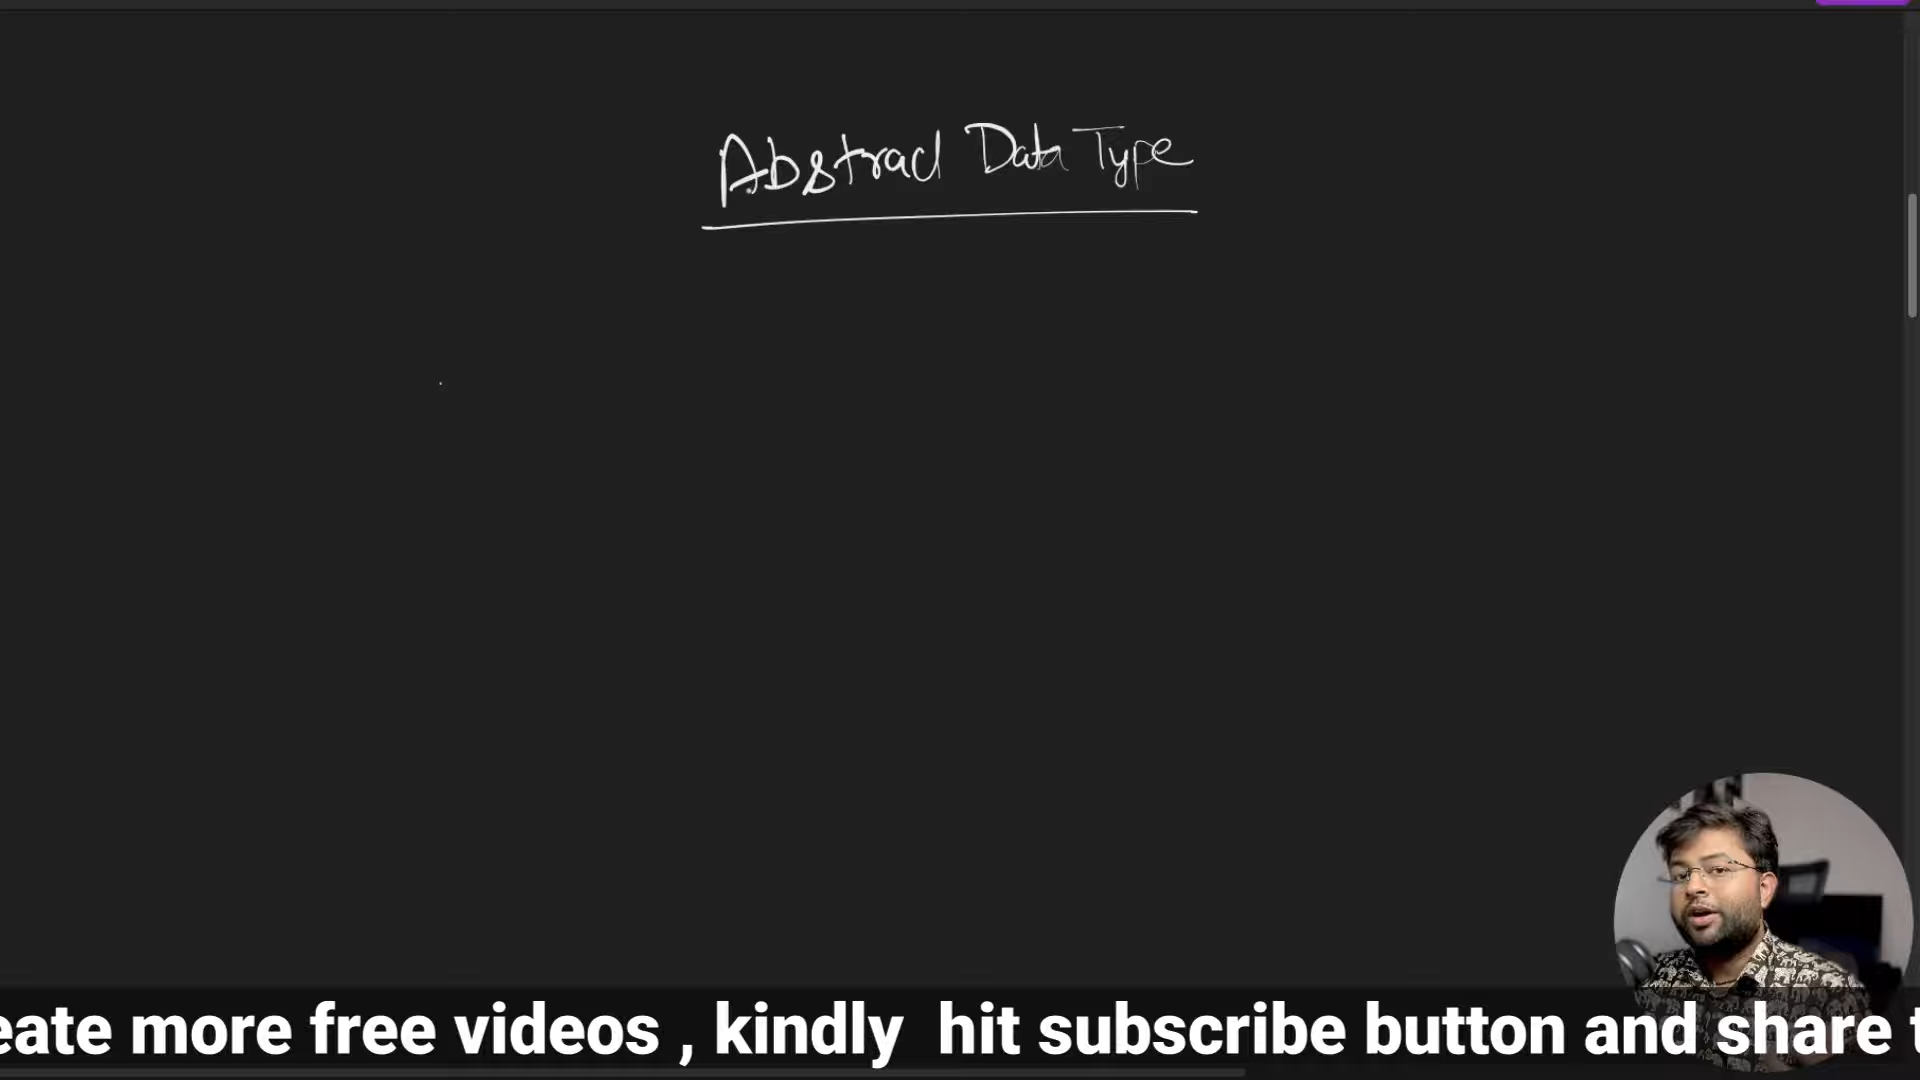 Abstract Data Type
eate more free videos , kindly hit subscribe button and share t